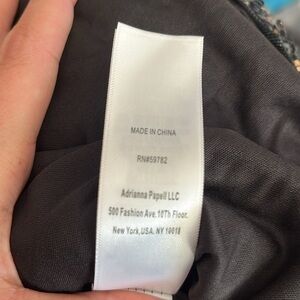 MADE IN CHINA
RN#59782
Adrianna Papell LLC
500 Fashion Ave.10Th Floor.
New York,USA. NY 10018